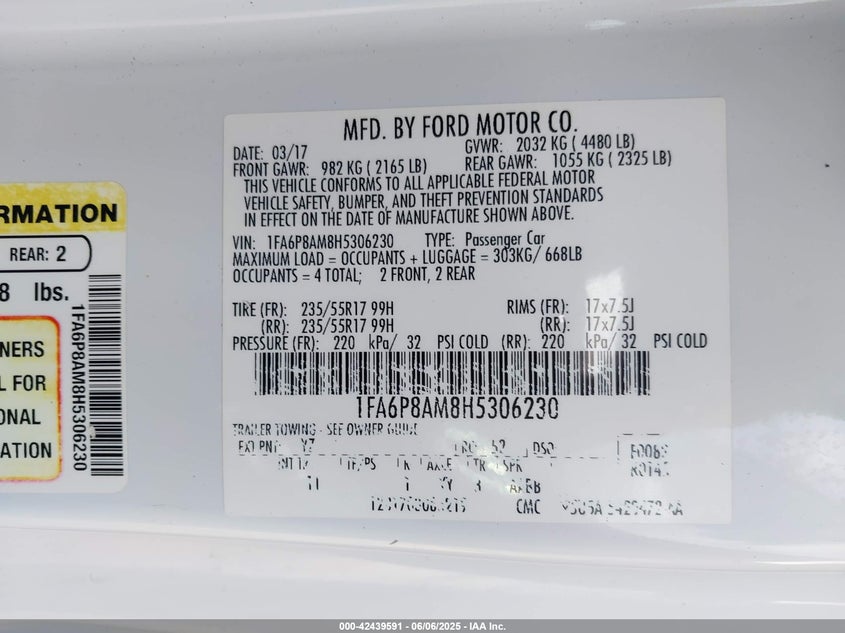 MFD. BY FORD MOTOR CO.
DATE: 03/17 GVWR: 2032 KG ( 4480 LB)
FRONT GAWR: 982 KG ( 2165 LB) REAR GAWR: 1055 KG ( 2325 LB)
THIS VEHICLE CONFORMS TO ALL APPLICABLE FEDERAL MOTOR
VEHICLE SAFETY, BUMPER, AND THEFT PREVENTION STANDARDS
IN EFFECT ON THE DATE OF MANUFACTURE SHOWN ABOVE.
VIN: 1FA6P8AM8H5306230 TYPE: Passenger Car
MAXIMUM LOAD = OCCUPANTS + LUGGAGE = 303KG/ 668LB
OCCUPANTS = 4 TOTAL; 2 FRONT, 2 REAR
TIRE (FR): 235/55R17 99H RIMS (FR): 17x7.5J
(RR): 235/55R17 99H (RR): 17x7.5J
PRESSURE (FR): 220 kPa/ 32 PSI COLD (RR): 220 kPa/ 32 PSI COLD
1FA6P8AM8H5306230
TRAILER TOWING - SEE OWNER GUIDE
EXT PNT: YZ DSO
AXLE
CMC
RMATION
REAR: 2
8 lbs.
NERS
L FOR
ONAL
ATION
1FA6P8AM8H5306230
000-42439591 - 06/06/2025 - IAA Inc.